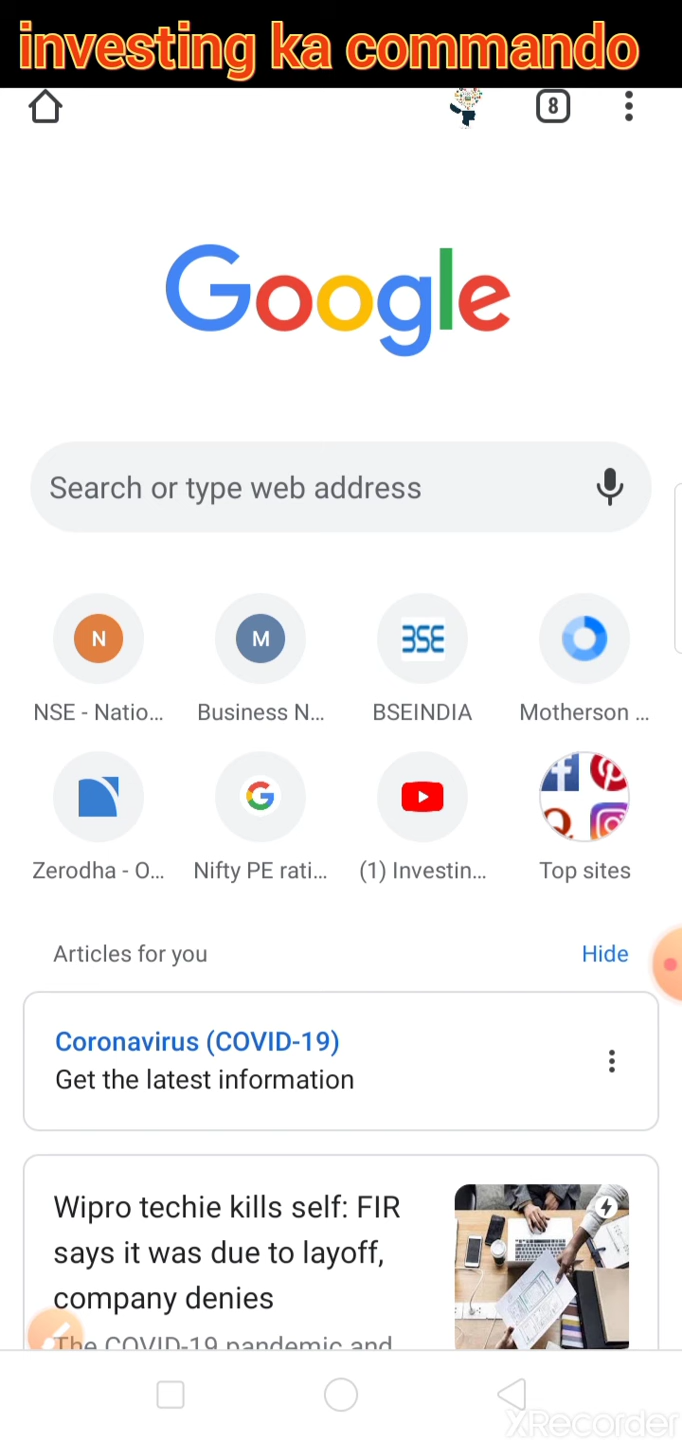 investing ka commando
8
Google
Search or type web address
N
M
BSE
NSE - Natio...
Business N...
BSEINDIA
Motherson ...
Zerodha - O...
Nifty PE rati...
(1) Investin...
Top sites
Articles for you
Hide
Coronavirus (COVID-19)
Get the latest information
Wipro techie kills self: FIR
says it was due to layoff,
company denies
The COVID-19 pandemic and
XRecorder